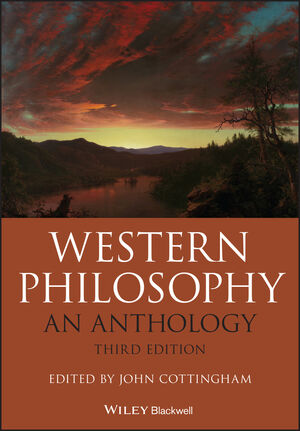 WESTERN
PHILOSOPHY
AN ANTHOLOGY
THIRD EDITION
EDITED BY JOHN COTTINGHAM
WILEY Blackwell